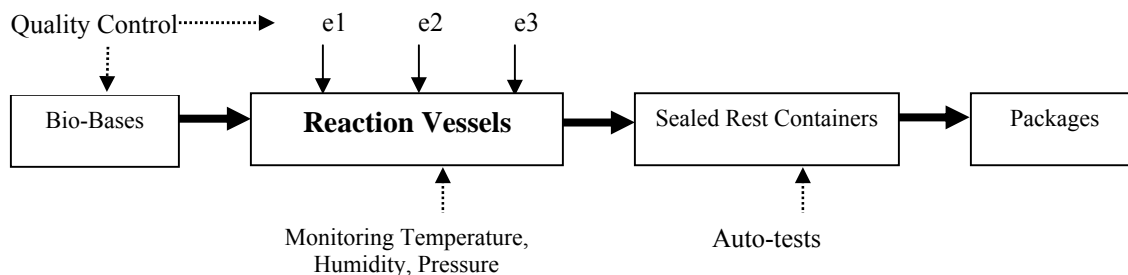 Quality Control
e1 e2 e3
Bio-Bases
Reaction Vessels
Sealed Rest Containers
Packages
Monitoring Temperature,
Humidity, Pressure
Auto-tests